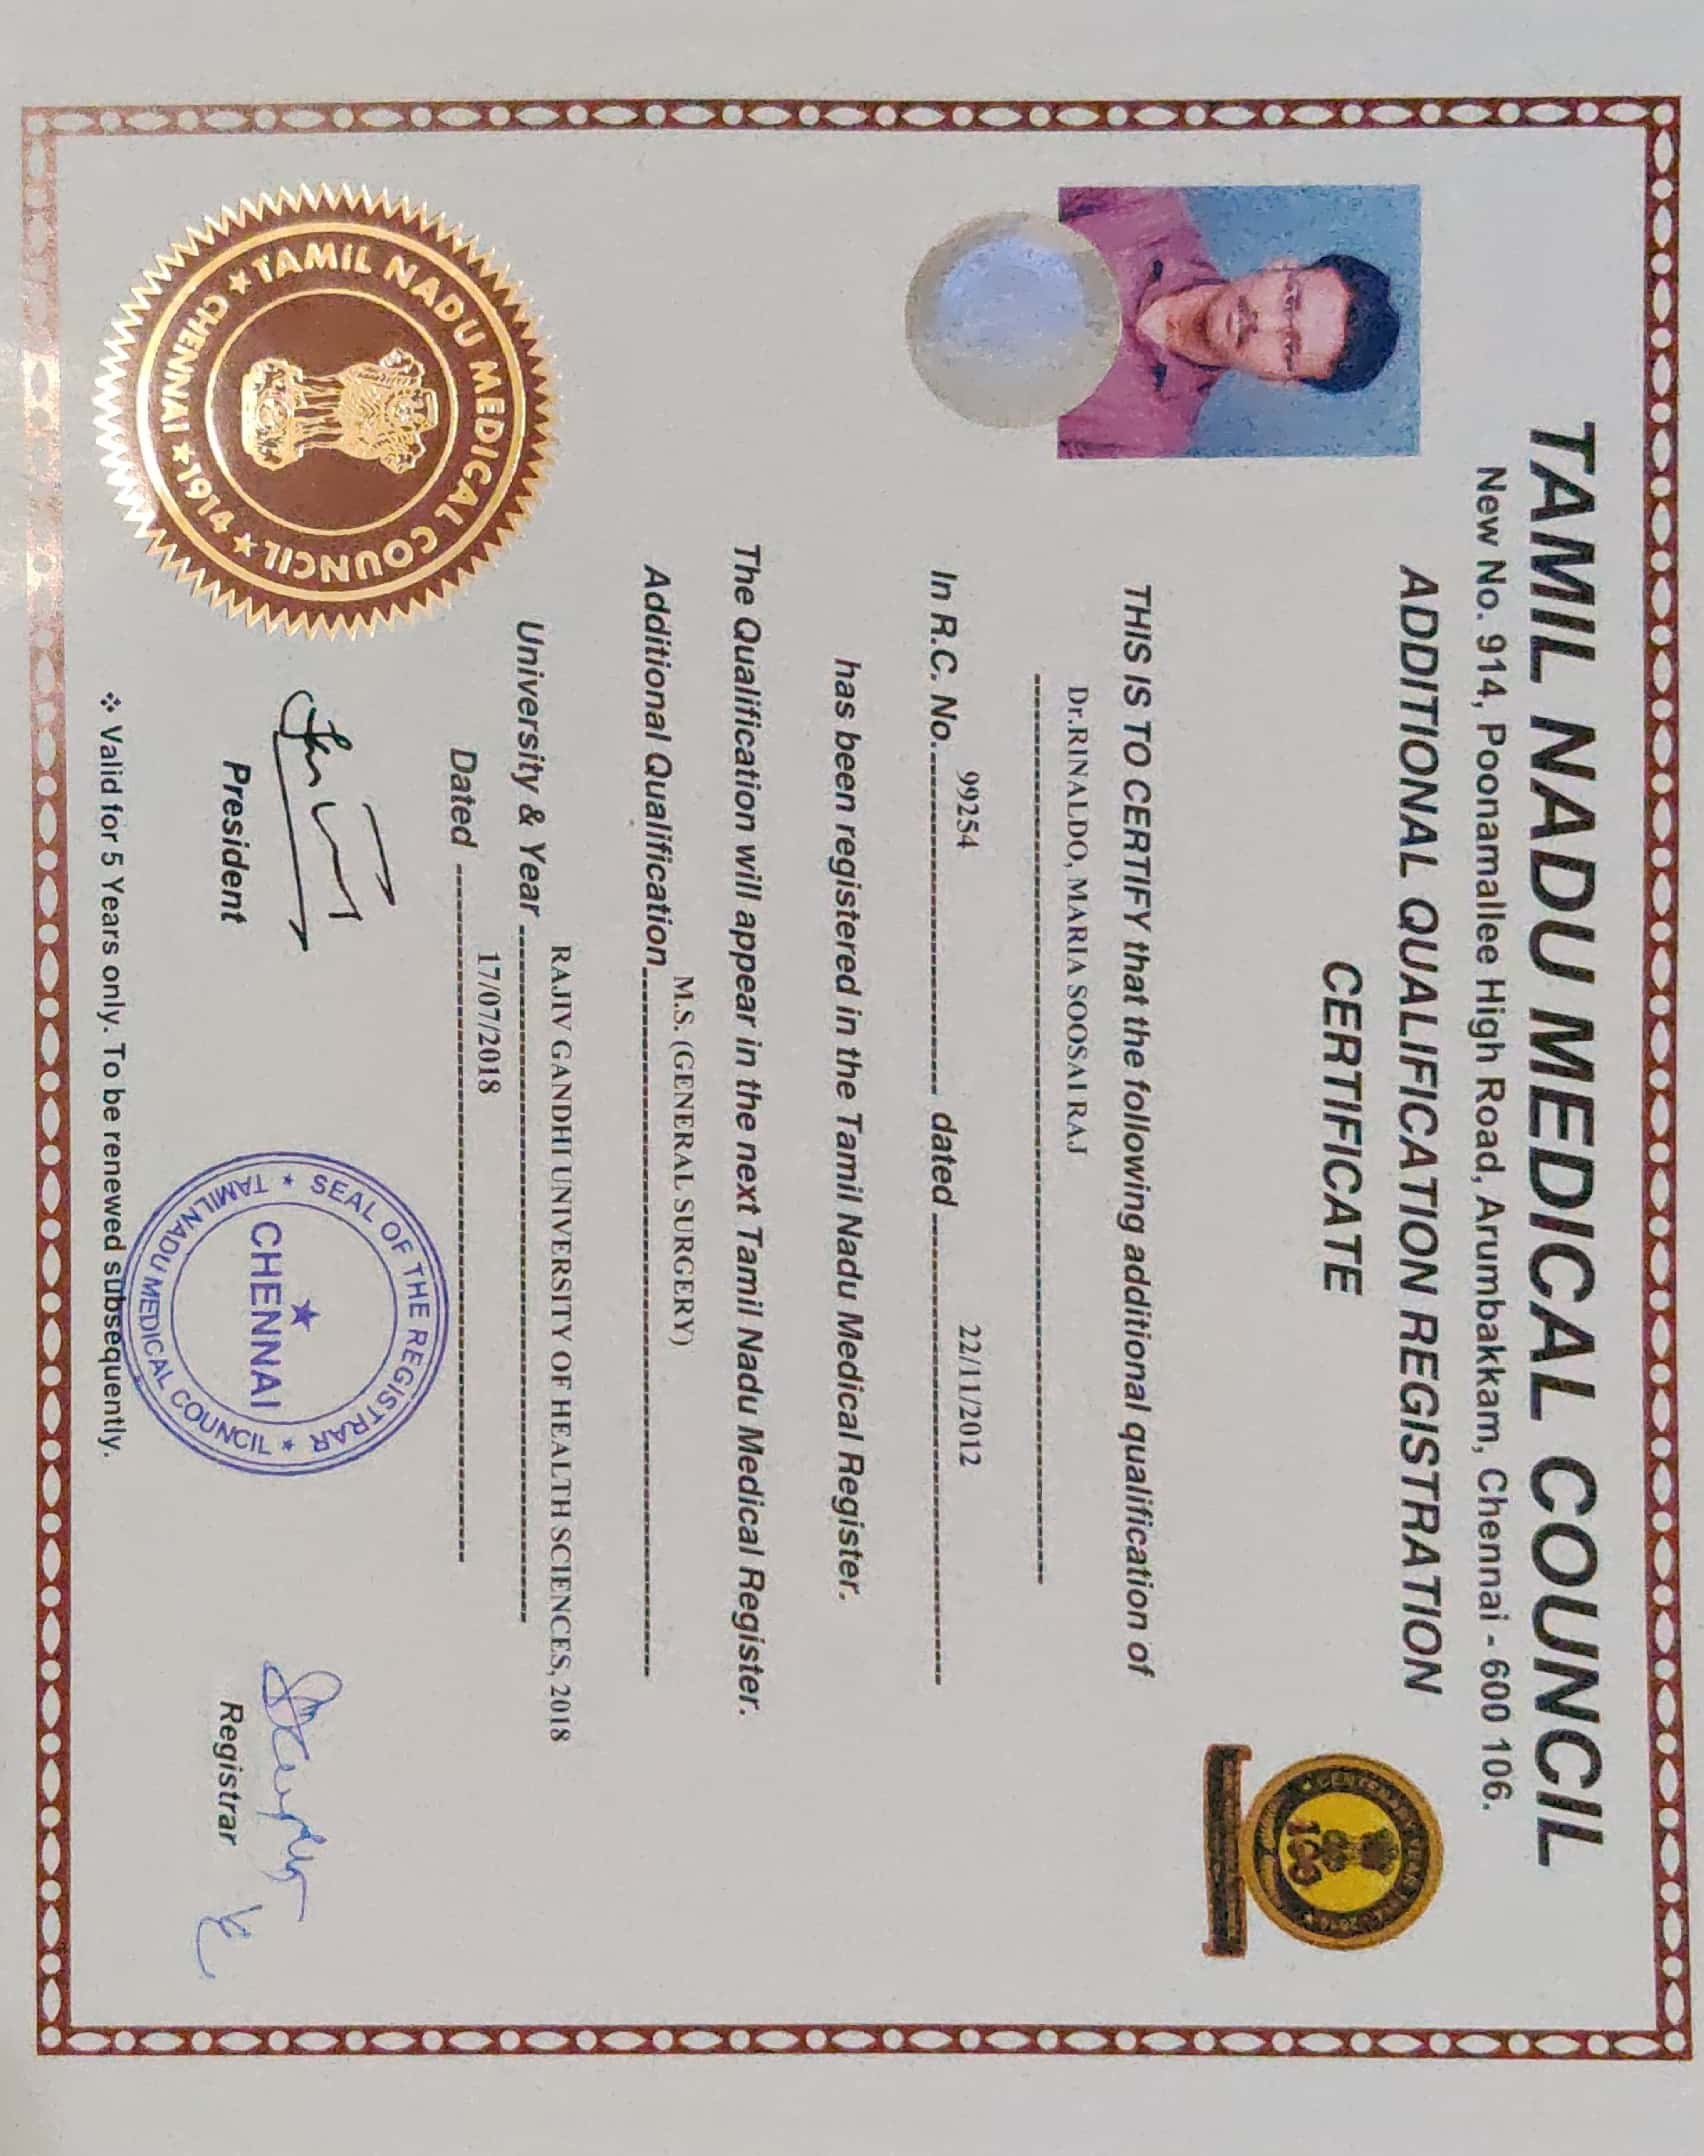 TAMIL NADU MEDICAL COUNCIL
New No. 914, Poonamallee High Road, Arumbakkam, Chennai - 600 106.
ADDITIONAL QUALIFICATION REGISTRATION
CERTIFICATE
100
THIS IS TO CERTIFY that the following additional qualification of
Dr.RINALDO, MARIA SOOSAI RAJ
In R.C. No. 99254 dated 22/11/2012
has been registered in the Tamil Nadu Medical Register.
The Qualification will appear in the next Tamil Nadu Medical Register.
Additional Qualification M.S. (GENERAL SURGERY)
University & Year RAJIV GANDHI UNIVERSITY OF HEALTH SCIENCES, 2018
Dated 17/07/2018
TAMIL NADU MEDICAL COUNCIL
★ CHENNAI ★ 1914 ★
SEAL OF THE REGISTRAR
★ TAMILNADU MEDICAL COUNCIL ★
★
CHENNAI
President
Registrar
❖ Valid for 5 Years only. To be renewed subsequently.